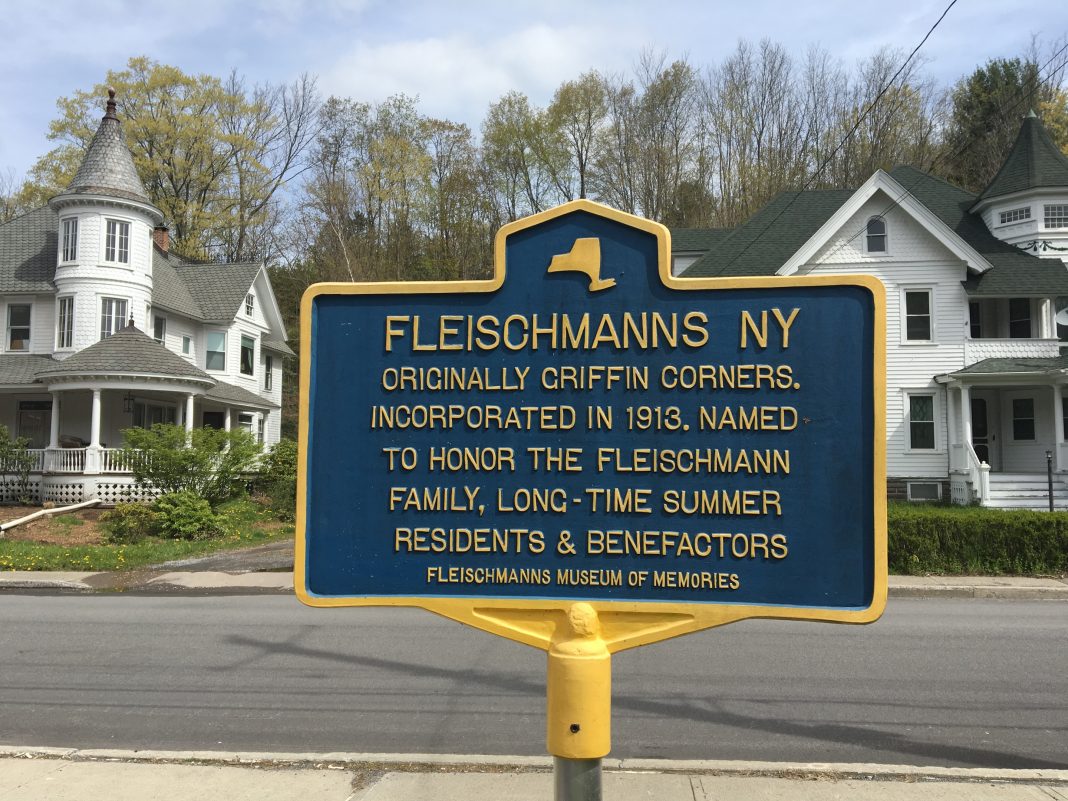 FLEISCHMANNS NY
ORIGINALLY GRIFFIN CORNERS.
INCORPORATED IN 1913. NAMED
TO HONOR THE FLEISCHMANN
FAMILY, LONG-TIME SUMMER
RESIDENTS & BENEFACTORS
FLEISCHMANNS MUSEUM OF MEMORIES